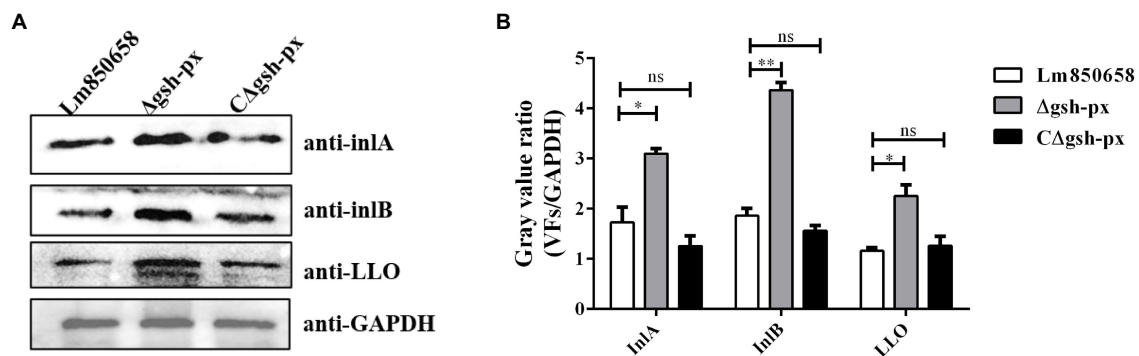 A
Lm850658
Δgsh-px
CΔgsh-px
anti-inlA
anti-inlB
anti-LLO
anti-GAPDH
B
Gray value ratio
(VFs/GAPDH)
5
4
3
2
1
0
ns
*
ns
**
ns
*
InlA
InlB
LLO
Lm850658
Δgsh-px
CΔgsh-px